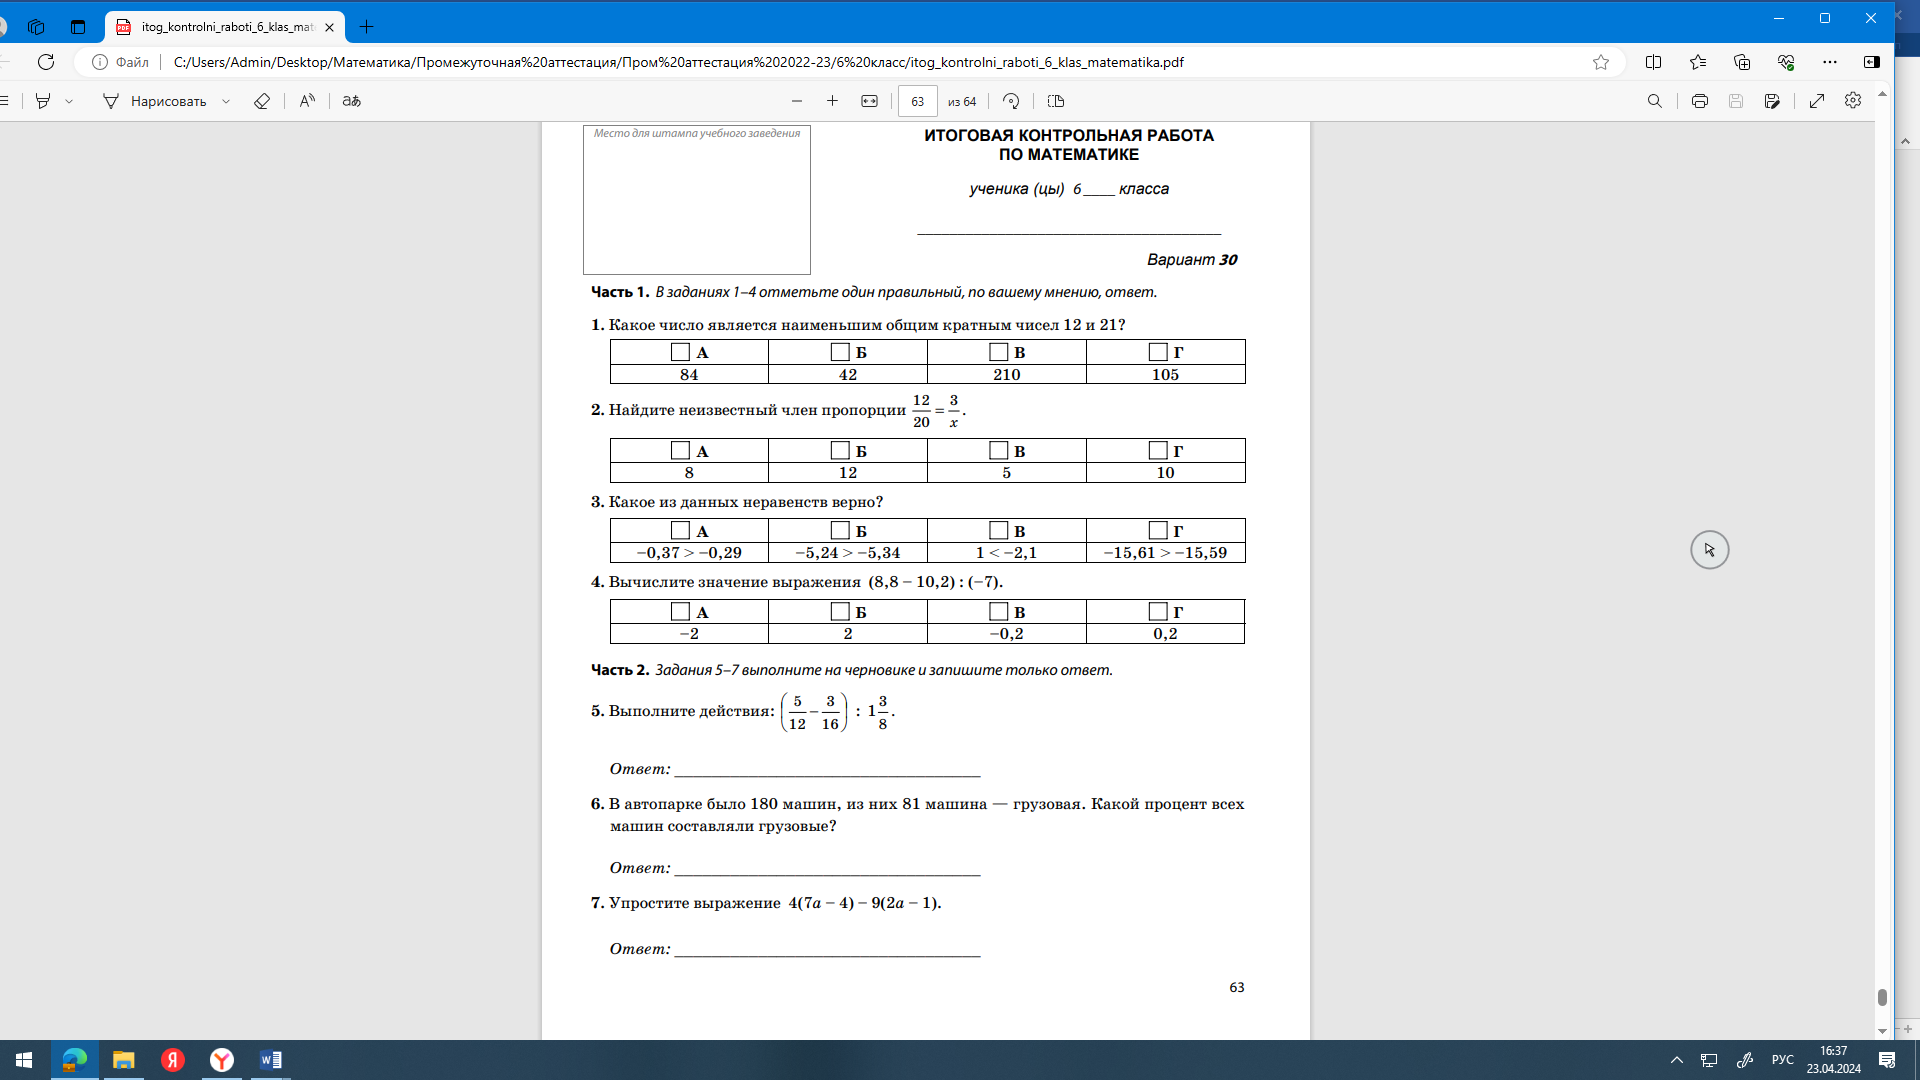 itog_kontrolni_raboti_6_klas_mat
Файл
C:/Users/Admin/Desktop/Математика/Промежуточная%20аттестация/Пром%20аттестация%202022-23/6%20класс/itog_kontrolni_raboti_6_klas_matematika.pdf
Нарисовать
аあ
63 из 64
Место для штампа учебного заведения
ИТОГОВАЯ КОНТРОЛЬНАЯ РАБОТА
ПО МАТЕМАТИКЕ
ученика (цы) 6 ____ класса
Вариант 30
Часть 1. В заданиях 1–4 отметьте один правильный, по вашему мнению, ответ.
1. Какое число является наименьшим общим кратным чисел 12 и 21?
А Б В Г
84 42 210 105
2. Найдите неизвестный член пропорции 12/20 = 3/x.
А Б В Г
8 12 5 10
3. Какое из данных неравенств верно?
А Б В Г
−0,37 > −0,29 −5,24 > −5,34 1 < −2,1 −15,61 > −15,59
4. Вычислите значение выражения (8,8 − 10,2) : (−7).
А Б В Г
−2 2 −0,2 0,2
Часть 2. Задания 5–7 выполните на черновике и запишите только ответ.
5. Выполните действия: (5/12 − 3/16) : 1 3/8.
Ответ: ____________________
6. В автопарке было 180 машин, из них 81 машина — грузовая. Какой процент всех
машин составляли грузовые?
Ответ: ____________________
7. Упростите выражение 4(7a − 4) − 9(2a − 1).
Ответ: ____________________
63
РУС
16:37
23.04.2024